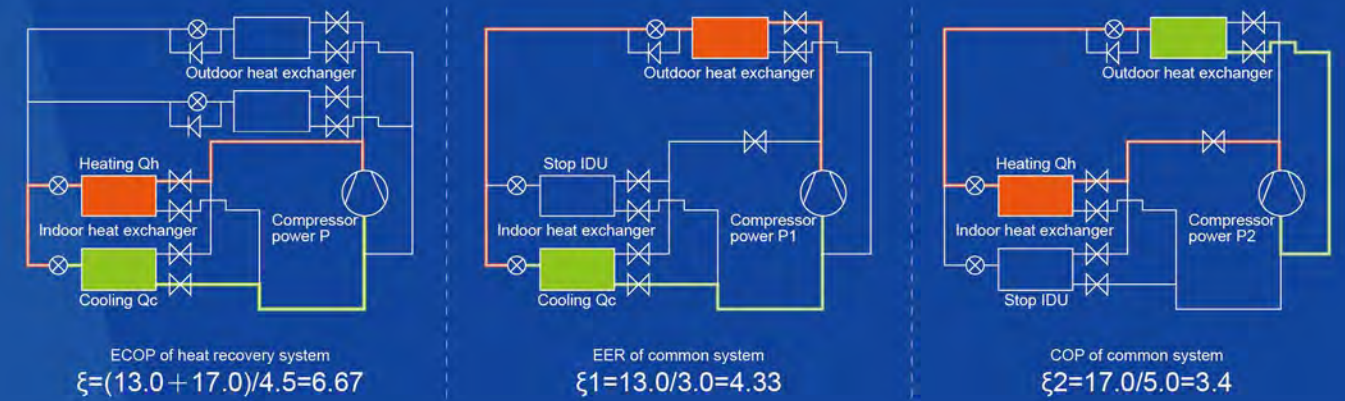 Outdoor heat exchanger
Heating Qh
Indoor heat exchanger
Compressor
power P
Cooling Qc
ECOP of heat recovery system
ξ=(13.0+17.0)/4.5=6.67
Outdoor heat exchanger
Stop IDU
Indoor heat exchanger
Compressor
power P1
Cooling Qc
EER of common system
ξ1=13.0/3.0=4.33
Outdoor heat exchanger
Heating Qh
Indoor heat exchanger
Compressor
power P2
Stop IDU
COP of common system
ξ2=17.0/5.0=3.4